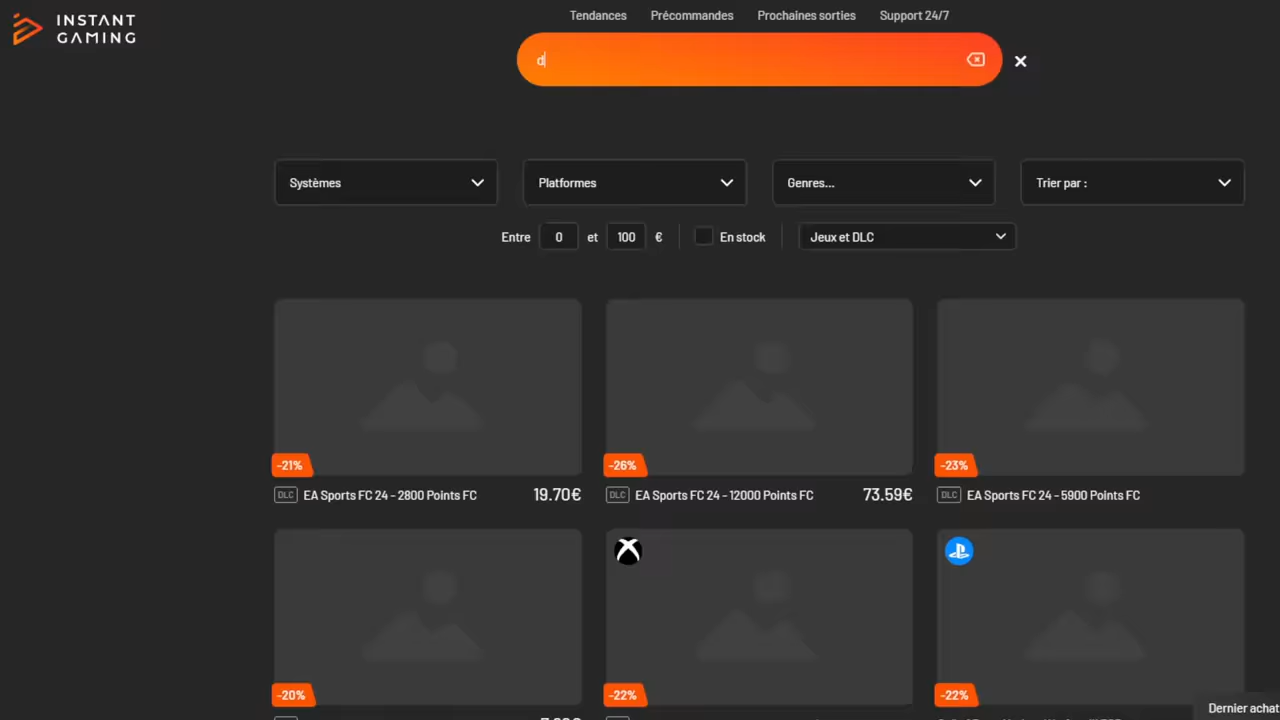 INSTANT
GAMING
Tendances Précommandes Prochaines sorties Support 24/7
d
Systèmes Platformes Genres... Trier par :
Entre 0 et 100 € En stock Jeux et DLC
-21% -26% -23%
DLC EA Sports FC 24 - 2800 Points FC 19.70€ DLC EA Sports FC 24 - 12000 Points FC 73.59€ DLC EA Sports FC 24 - 5900 Points FC
-20% -22% -22%
Dernier achat